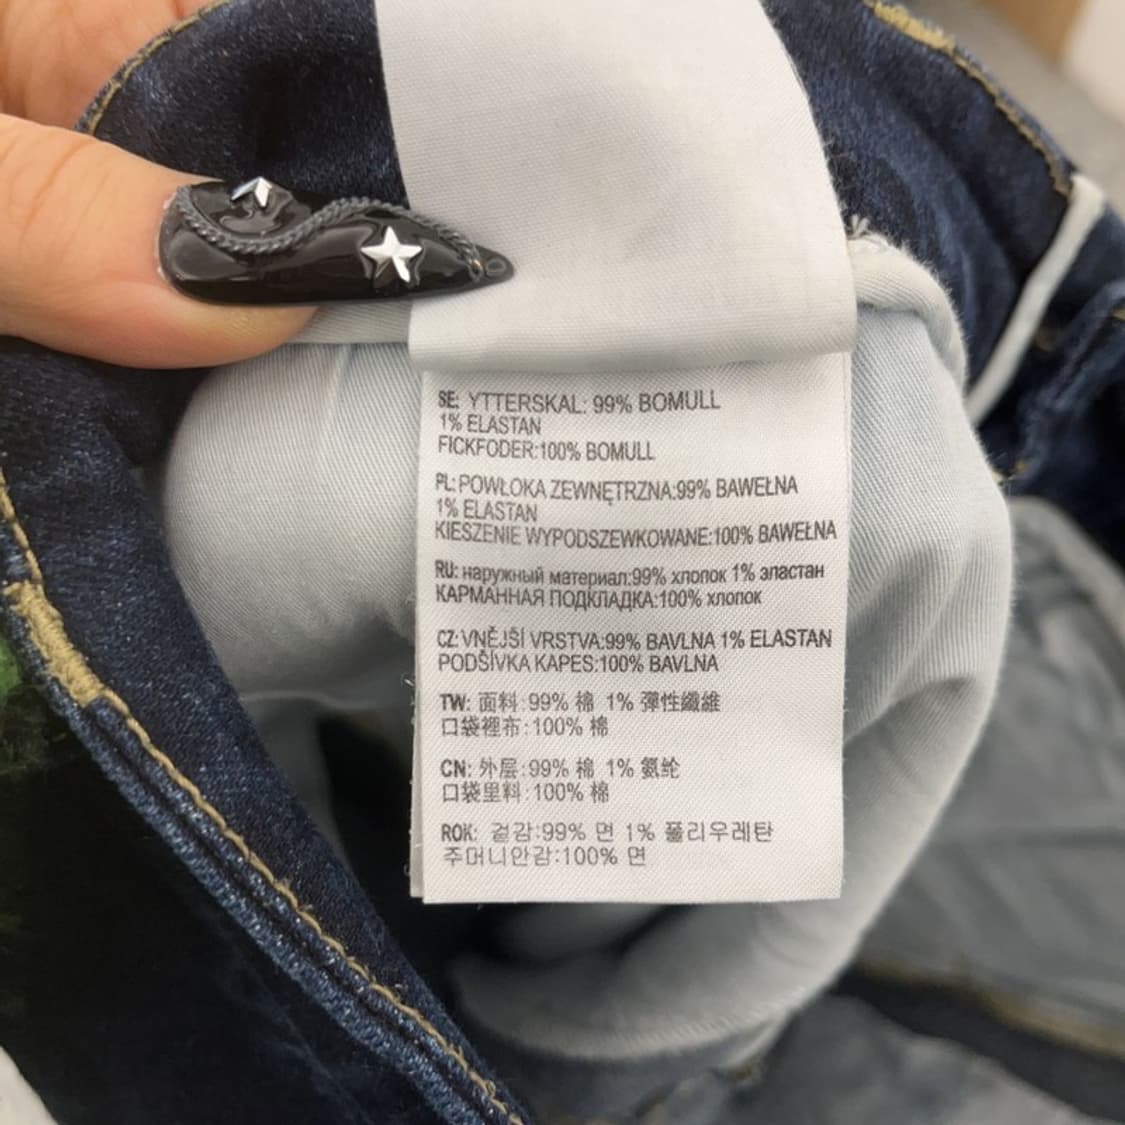 SE: YTTERSKAL: 99% BOMULL
1% ELASTAN
FICKFODER:100% BOMULL
PL:POWŁOKA ZEWNĘTRZNA:99% BAWEŁNA
1% ELASTAN
KIESZENIE WYPODSZEWKOWANE:100% BAWEŁNA
RU: наружный материал:99% хлопок 1% эластан
КАРМАННАЯ ПОДКЛАДКА:100% хлопок
CZ:VNĚJŠÍ VRSTVA:99% BAVLNA 1% ELASTAN
PODŠÍVKA KAPES:100% BAVLNA
TW: 面料:99% 棉 1% 彈性纖維
口袋裡布:100% 棉
CN: 外层:99% 棉 1% 氨纶
口袋里料:100% 棉
ROK: 겉감:99% 면 1% 폴리우레탄
주머니안감:100% 면